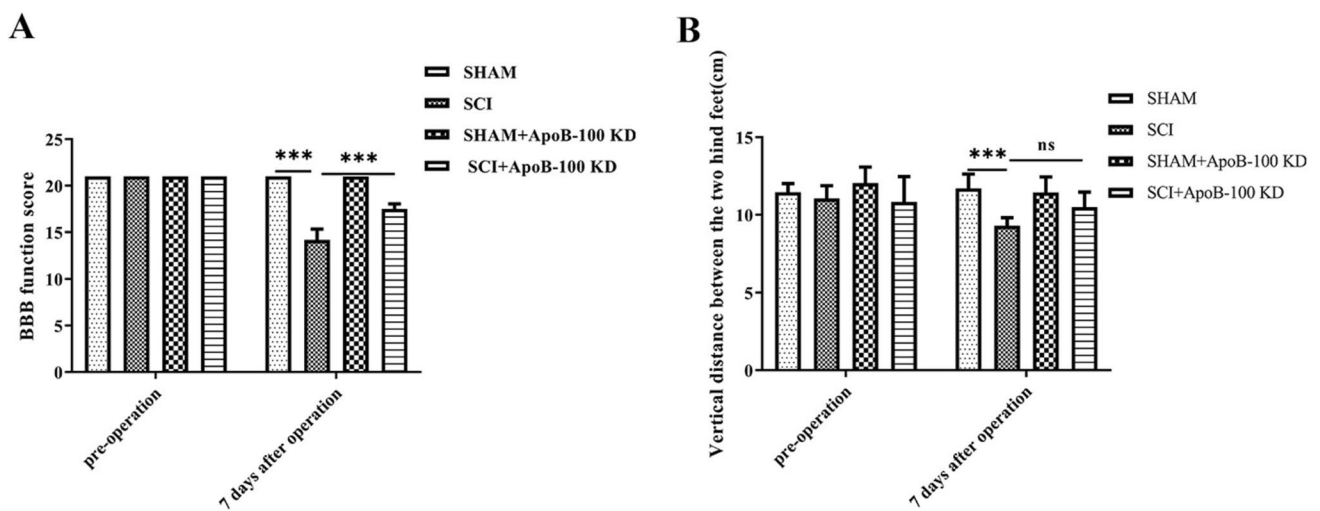 A
SHAM
SCI
SHAM+ApoB-100 KD
SCI+ApoB-100 KD
BBB function score
25
20
15
10
5
0
***
***
pre-operation
7 days after operation
B
SHAM
SCI
SHAM+ApoB-100 KD
SCI+ApoB-100 KD
Vertical distance between the two hind feet(cm)
15
10
5
0
***
ns
pre-operation
7 days after operation